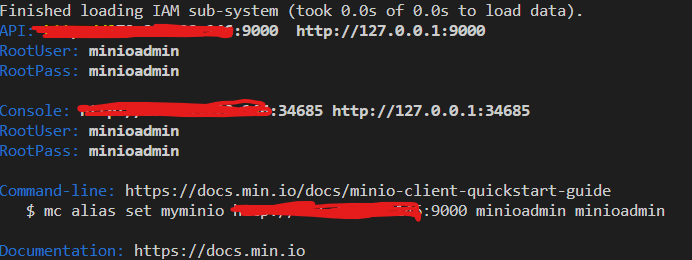 Finished loading IAM sub-system (took 0.0s of 0.0s to load data).
API: :9000 http://127.0.0.1:9000
RootUser: minioadmin
RootPass: minioadmin
Console: :34685 http://127.0.0.1:34685
RootUser: minioadmin
RootPass: minioadmin
Command-line: https://docs.min.io/docs/minio-client-quickstart-guide
$ mc alias set myminio :9000 minioadmin minioadmin
Documentation: https://docs.min.io